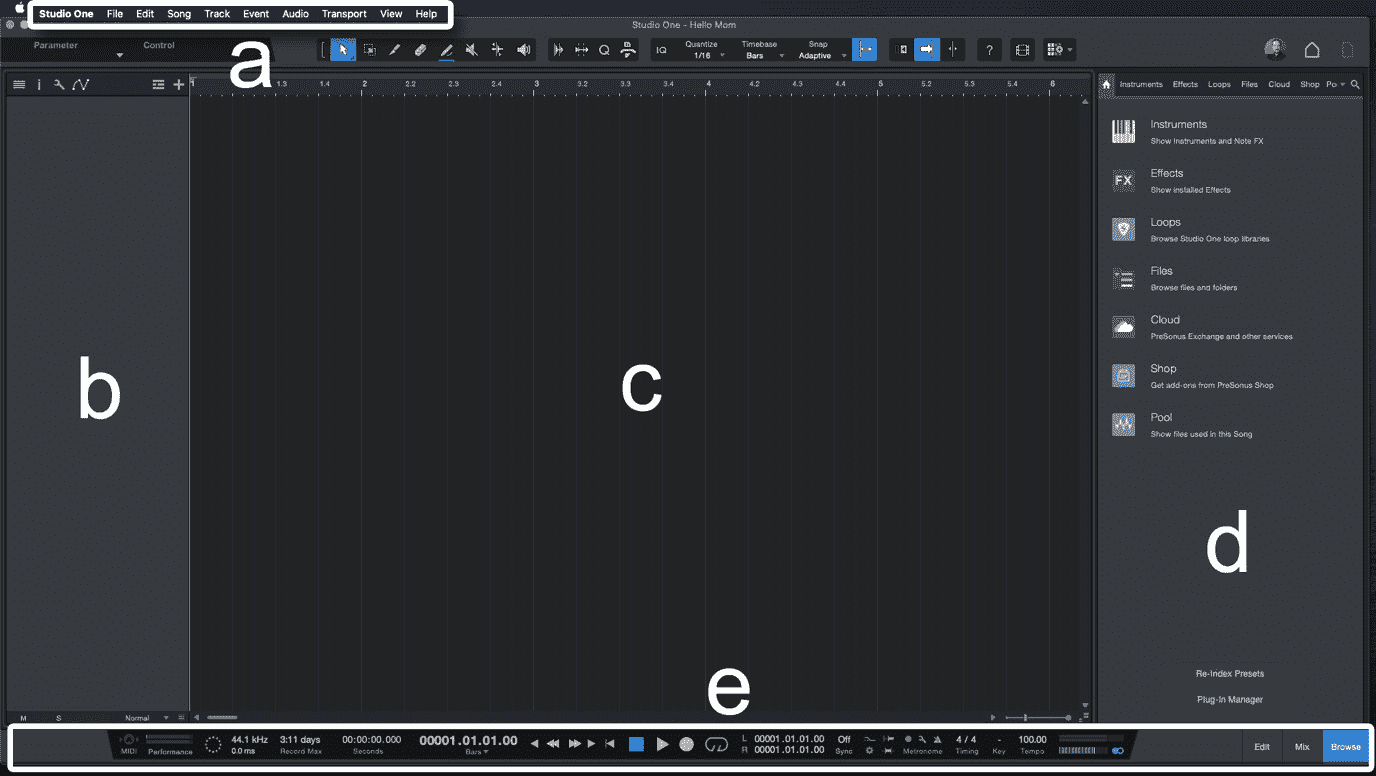 Studio One File Edit Song Track Event Audio Transport View Help
Studio One - Hello Mom
Parameter Control
a
IQ Quantize 1/16 Timebase Bars Snap Adaptive ?
1.3 1.4 2 2.2 2.3 2.4 3 3.2 3.3 3.4 4 4.2 4.3 4.4 5 5.2 5.3 5.4 6
Instruments Effects Loops Files Cloud Shop Po
Instruments
Show Instruments and Note FX
FX
Effects
Show installed Effects
Loops
Browse Studio One loop libraries
Files
Browse files and folders
Cloud
PreSonus Exchange and other services
Shop
Get add-ons from PreSonus Shop
Pool
Show files used in this Song
b
c
d
e
Re-Index Presets
Plug-In Manager
M S Normal
MIDI Performance
44.1 kHz
0.0 ms
3:11 days
Record Max
00:00:00.000
Seconds
00001.01.01.00
Bars
L 00001.01.01.00
R 00001.01.01.00
Off
Sync
Metronome
4 / 4
Timing
-
Key
100.00
Tempo
Edit Mix Browse